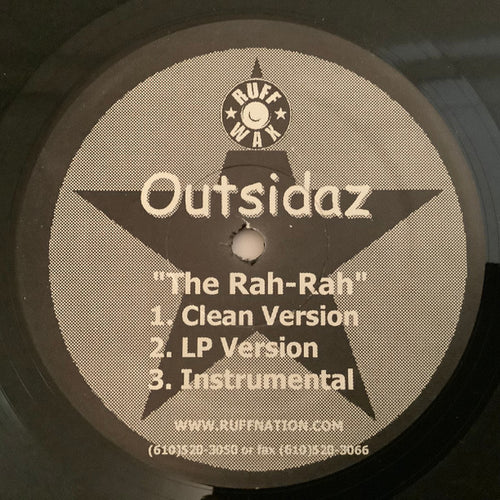 RUFF
WAX
Outsidaz
"The Rah-Rah"
1. Clean Version
2. LP Version
3. Instrumental
WWW.RUFFNATION.COM
(610)520-3050 or fax (610)520-3066